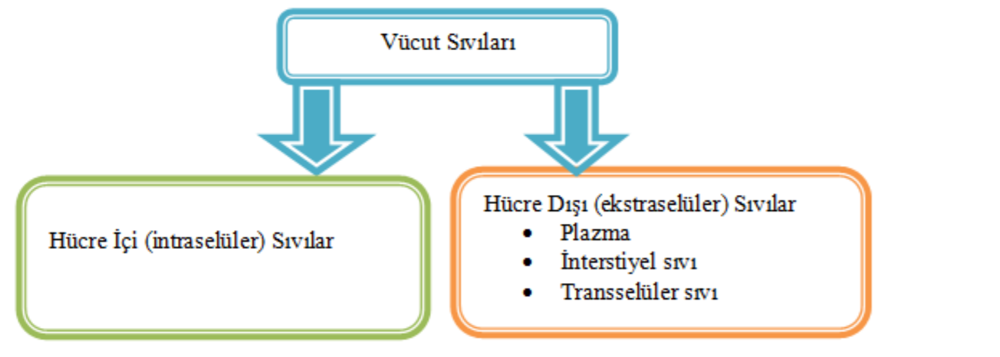 Vücut Sıvıları
Hücre İçi (intraselüler) Sıvılar
Hücre Dışı (ekstraselüler) Sıvılar
• Plazma
• İnterstiyel sıvı
• Transselüler sıvı